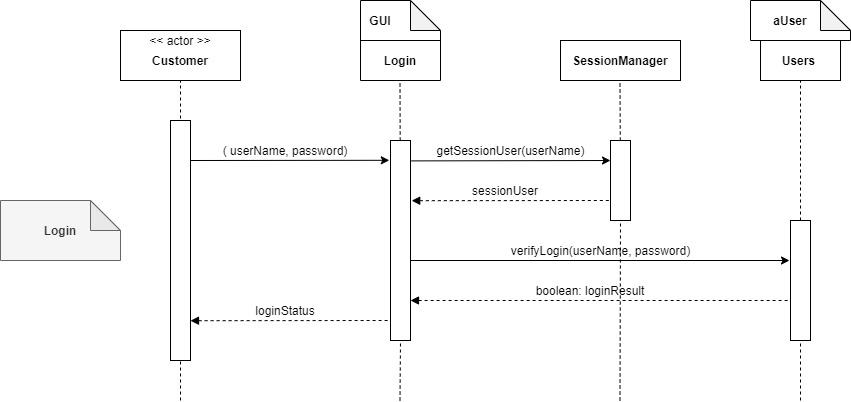 GUI
aUser
<< actor >>
Customer
Login
SessionManager
Users
( userName, password)
getSessionUser(userName)
sessionUser
Login
verifyLogin(userName, password)
boolean: loginResult
loginStatus